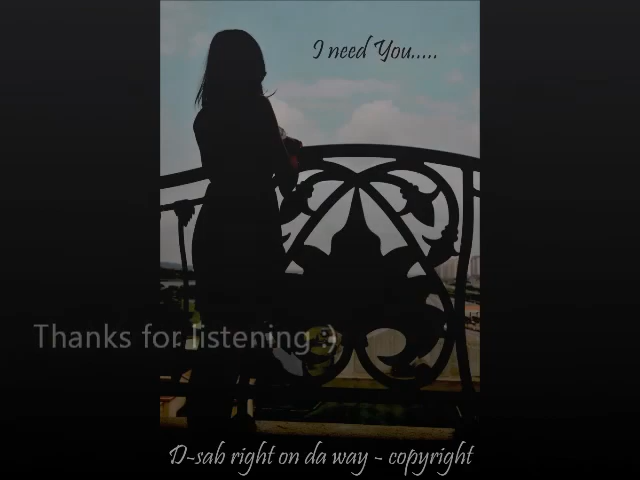 I need You.....
Thanks for listening :)
D-sab right on da way - copyright